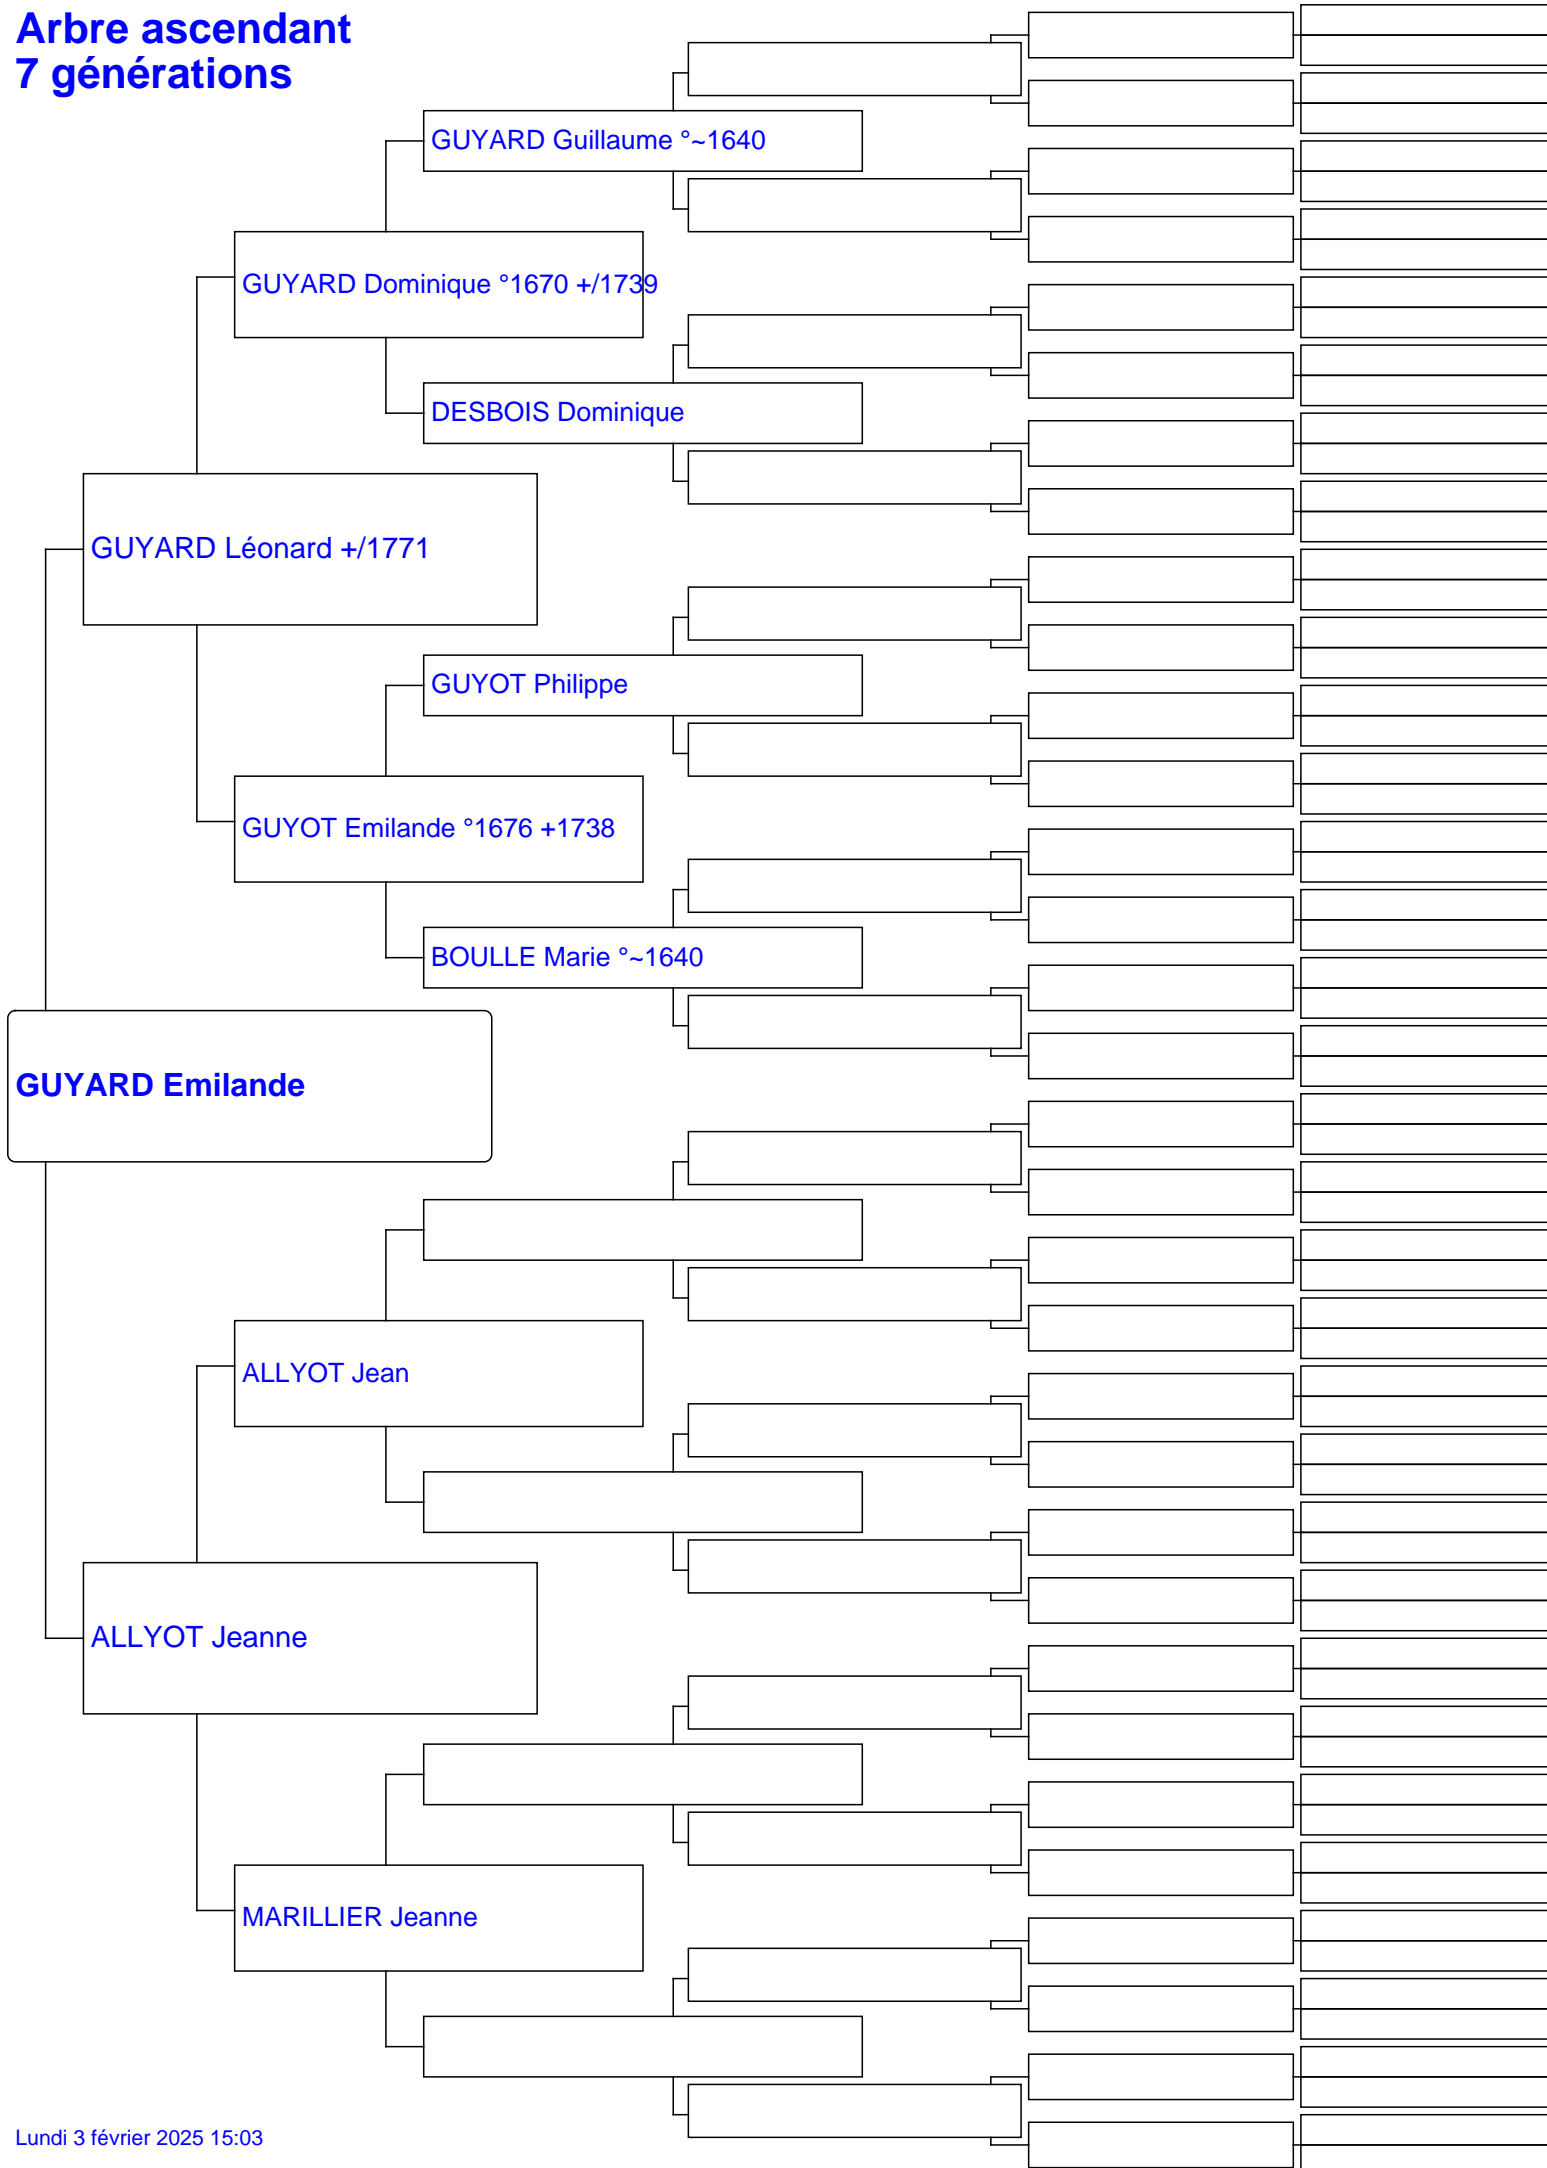 Arbre ascendant
7 générations
GUYARD Guillaume °~1640
GUYARD Dominique °1670 +/1739
DESBOIS Dominique
GUYARD Léonard +/1771
GUYOT Philippe
GUYOT Emilande °1676 +1738
BOULLE Marie °~1640
GUYARD Emilande
ALLYOT Jean
ALLYOT Jeanne
MARILLIER Jeanne
Lundi 3 février 2025 15:03